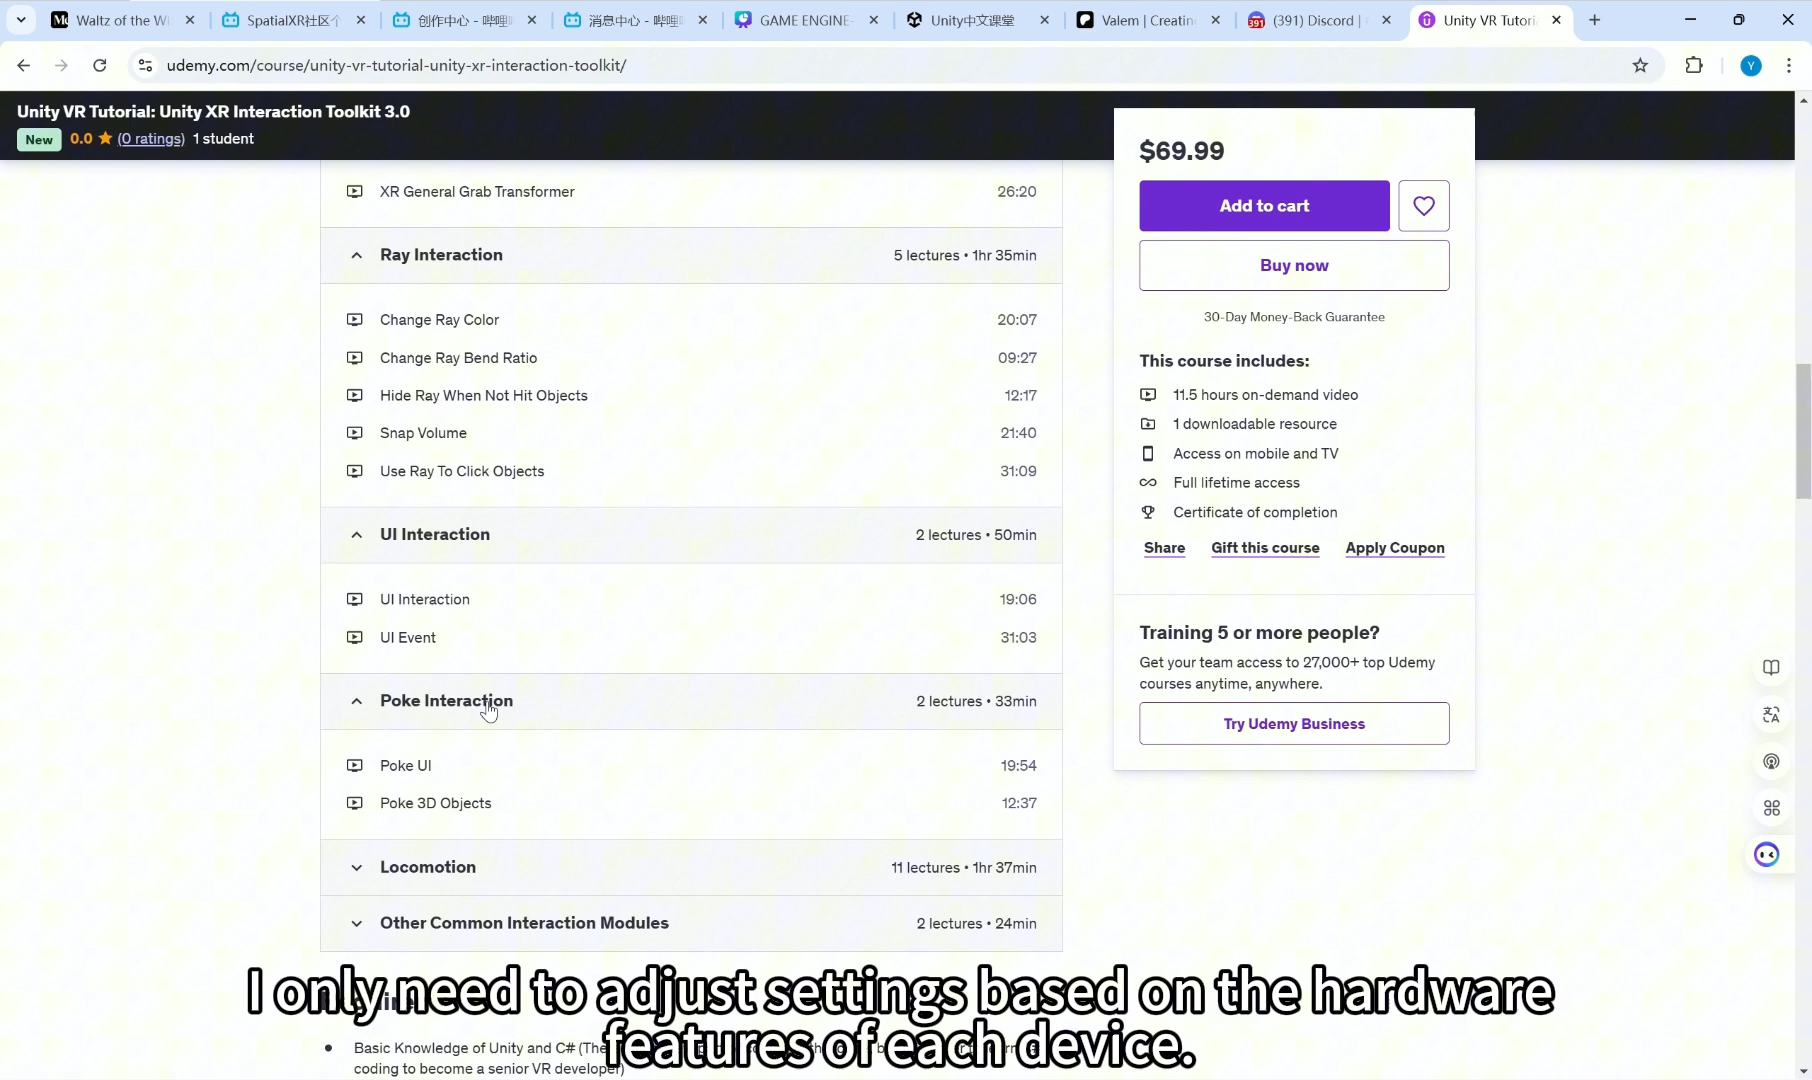 Waltz of the Wi
SpatialXR社区个
创作中心 - 哔哩
消息中心 - 哔哩
GAME ENGINE-
Unity中文课堂
Valem | Creatin
(391) Discord |
Unity VR Tutori
udemy.com/course/unity-vr-tutorial-unity-xr-interaction-toolkit/
Y
Unity VR Tutorial: Unity XR Interaction Toolkit 3.0
New 0.0 (0 ratings) 1 student
XR General Grab Transformer 26:20
Ray Interaction 5 lectures • 1hr 35min
Change Ray Color 20:07
Change Ray Bend Ratio 09:27
Hide Ray When Not Hit Objects 12:17
Snap Volume 21:40
Use Ray To Click Objects 31:09
UI Interaction 2 lectures • 50min
UI Interaction 19:06
UI Event 31:03
Poke Interaction 2 lectures • 33min
Poke UI 19:54
Poke 3D Objects 12:37
Locomotion 11 lectures • 1hr 37min
Other Common Interaction Modules 2 lectures • 24min
$69.99
Add to cart
Buy now
30-Day Money-Back Guarantee
This course includes:
11.5 hours on-demand video
1 downloadable resource
Access on mobile and TV
Full lifetime access
Certificate of completion
Share Gift this course Apply Coupon
Training 5 or more people?
Get your team access to 27,000+ top Udemy
courses anytime, anywhere.
Try Udemy Business
I only need to adjust settings based on the hardware
features of each device.
Basic Knowledge of Unity and C# (The
coding to become a senior VR developer)